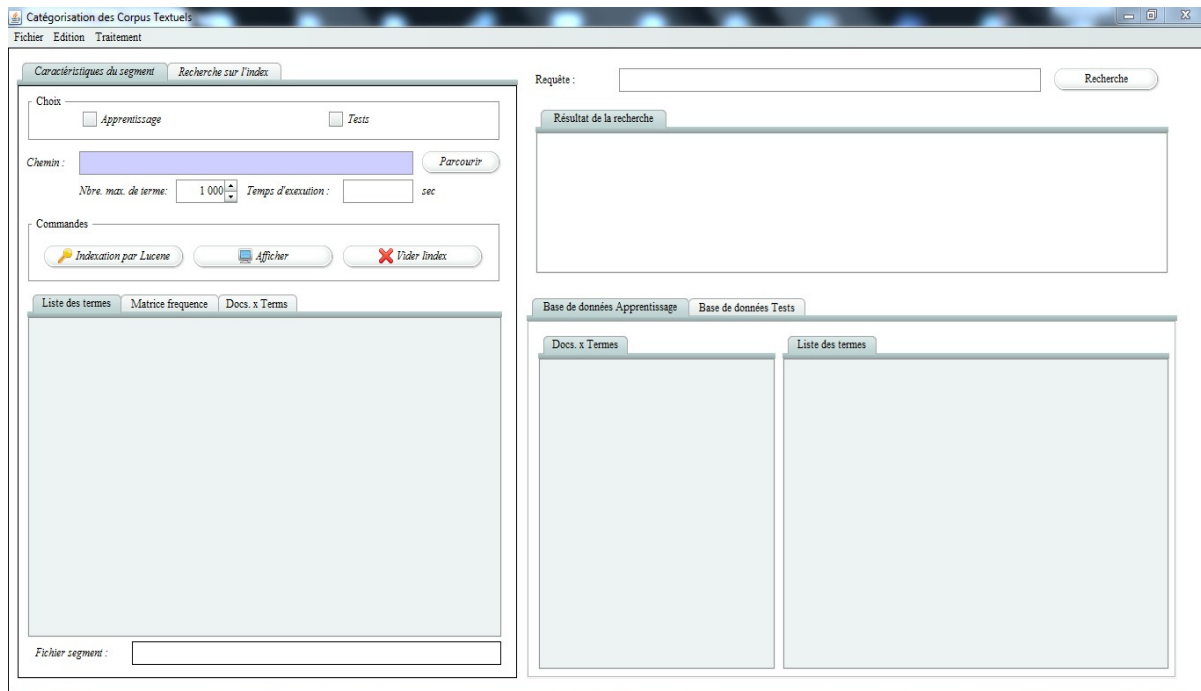 Catégorisation des Corpus Textuels
Fichier Edition Traitement
Caractéristiques du segment Recherche sur l'index
Choix
Apprentissage Tests
Chemin : Parcourir
Nbre. max. de terme: 1 000 Temps d'exexution : sec
Commandes
Indexation par Lucene Afficher Vider lindex
Liste des termes Matrice frequence Docs. x Terms
Fichier segment :
Requête : Recherche
Résultat de la recherche
Base de données Apprentissage Base de données Tests
Docs. x Termes Liste des termes